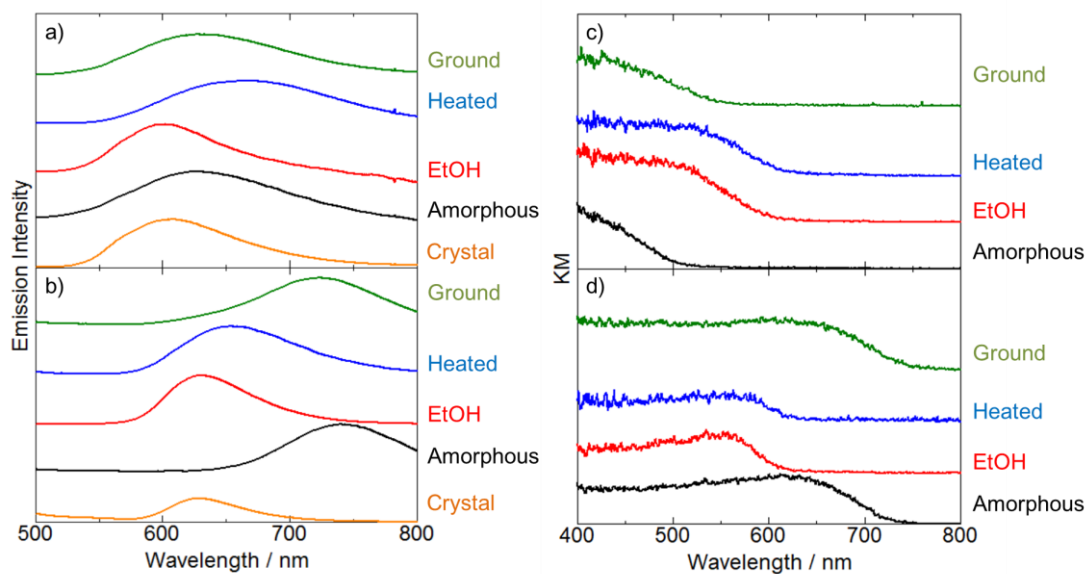 a)
Ground
Heated
EtOH
Amorphous
Crystal
b)
Ground
Heated
EtOH
Amorphous
Crystal
Emission Intensity
500 600 700 800
Wavelength / nm
c)
Ground
Heated
EtOH
Amorphous
d)
Ground
Heated
EtOH
Amorphous
KM
400 500 600 700 800
Wavelength / nm